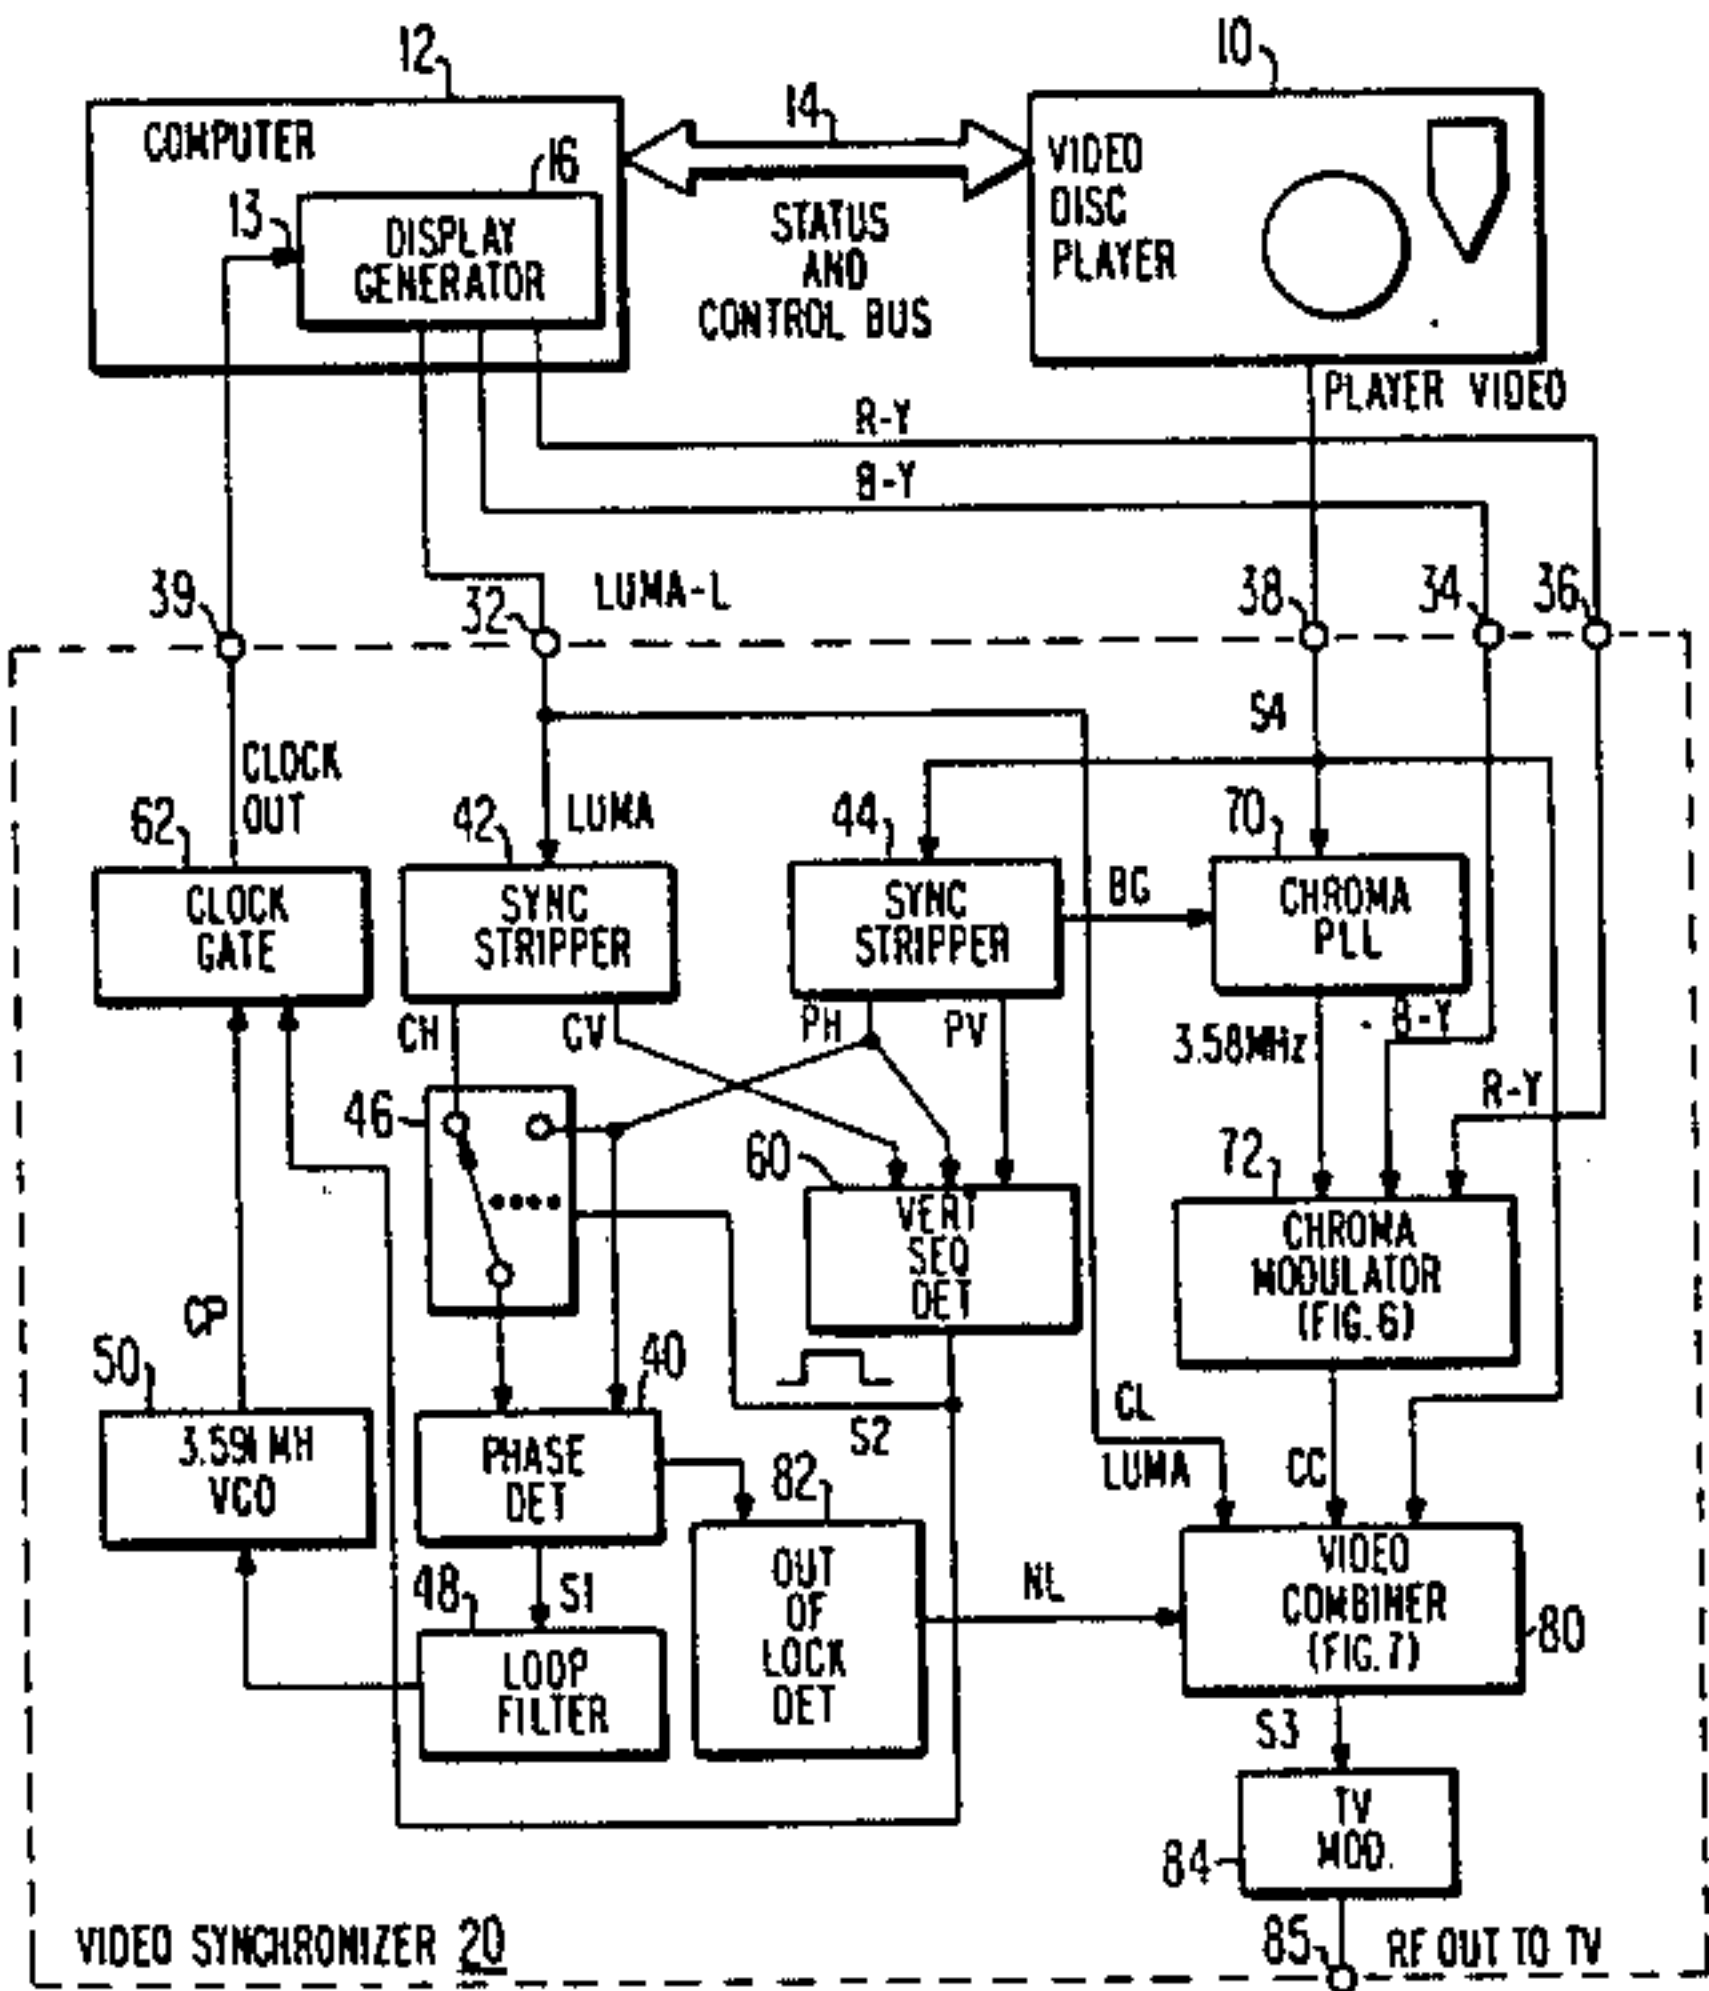 12
10
COMPUTER
14
VIDEO
DISC
PLAYER
16
13
DISPLAY
GENERATOR
STATUS
AND
CONTROL BUS
PLAYER VIDEO
R-Y
B-Y
39
32
LUMA-L
38
34
36
S4
CLOCK
OUT
62
42
LUMA
44
70
CLOCK
GATE
SYNC
STRIPPER
SYNC
STRIPPER
BG
CHROMA
PLL
CH
CV
PH
PV
3.58MHz
B-Y
R-Y
46
60
72
VERT
SEQ
DET
CHROMA
MODULATOR
(FIG.6)
CP
50
40
S2
CL
LUMA
CC
3.591 MH
VCO
PHASE
DET
82
48
S1
OUT
OF
LOCK
DET
NL
VIDEO
COMBINER
(FIG.7)
80
LOOP
FILTER
S3
TV
MOD.
84
VIDEO SYNCHRONIZER 20
85
RF OUT TO TV